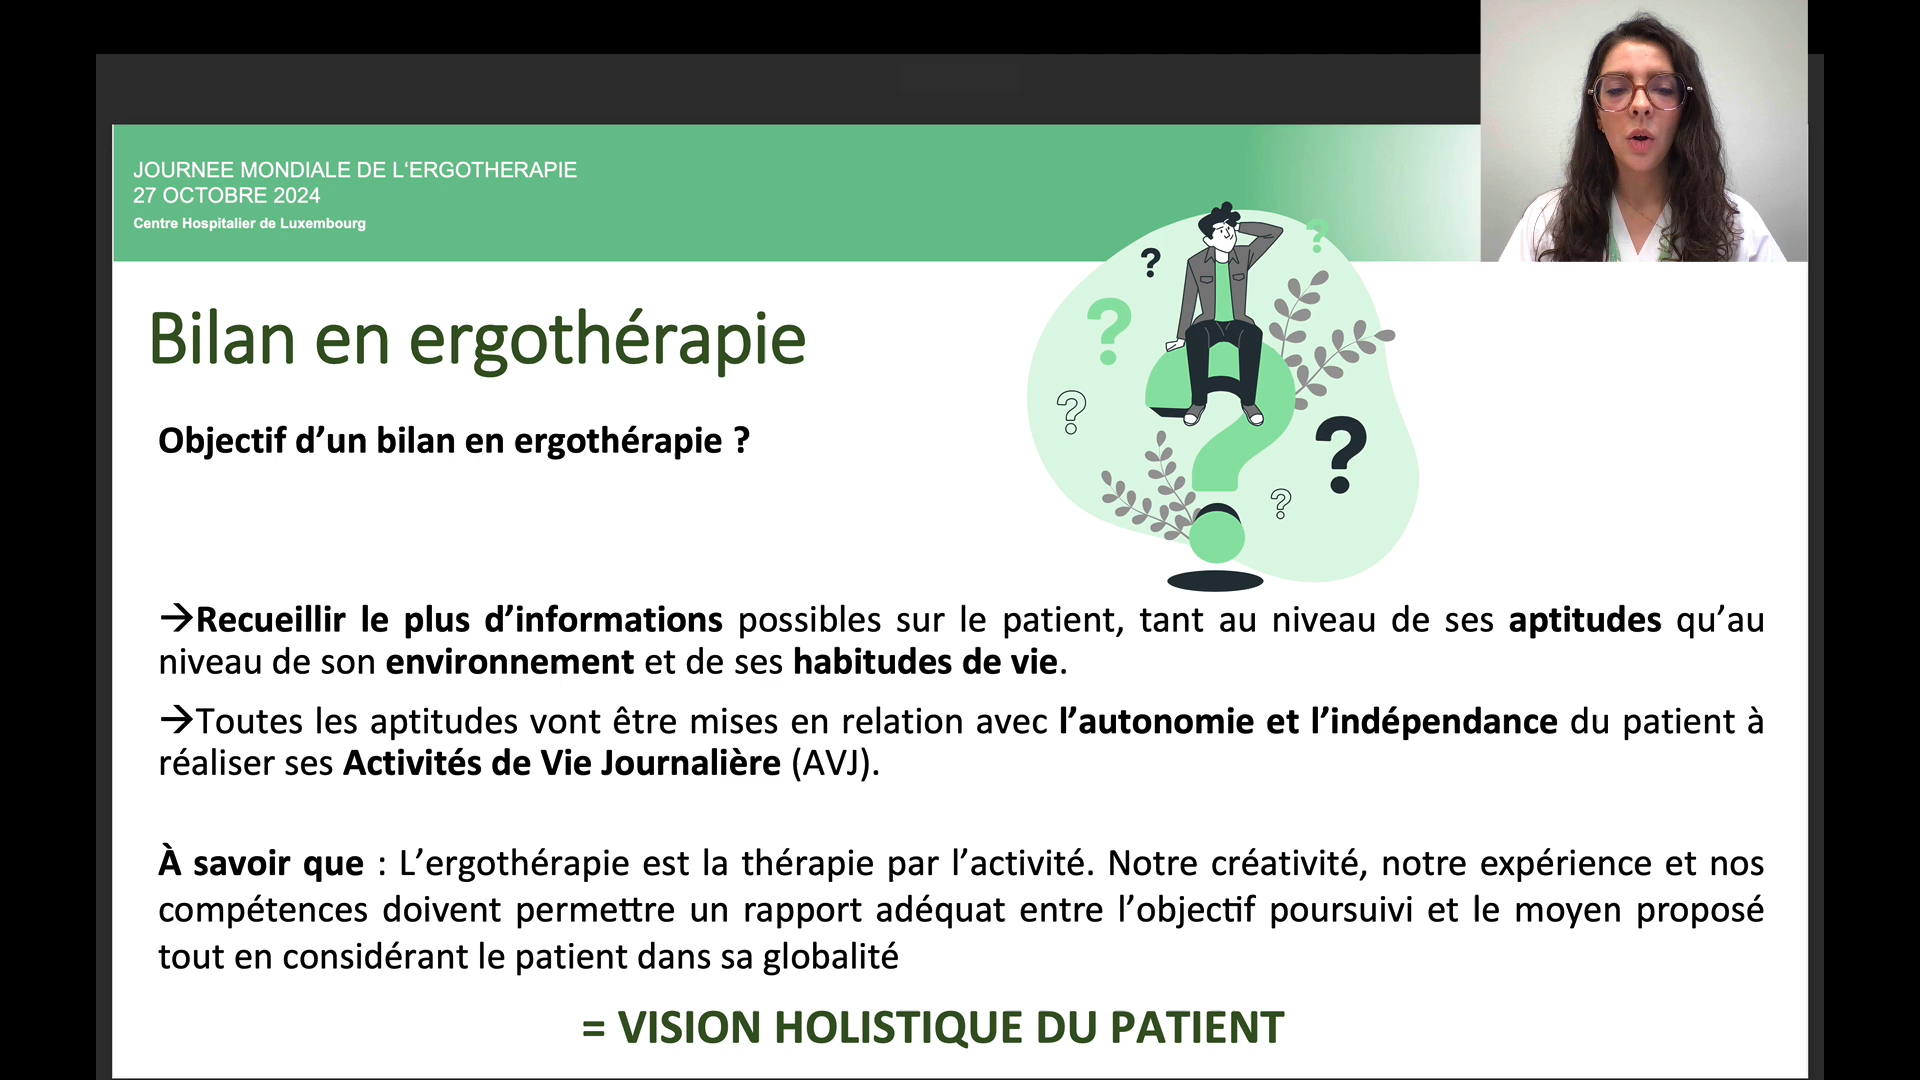 JOURNEE MONDIALE DE L‘ERGOTHERAPIE
27 OCTOBRE 2024
Centre Hospitalier de Luxembourg
Bilan en ergothérapie
Objectif d’un bilan en ergothérapie ?
→Recueillir le plus d’informations possibles sur le patient, tant au niveau de ses aptitudes qu’au
niveau de son environnement et de ses habitudes de vie.
→Toutes les aptitudes vont être mises en relation avec l’autonomie et l’indépendance du patient à
réaliser ses Activités de Vie Journalière (AVJ).
À savoir que : L’ergothérapie est la thérapie par l’activité. Notre créativité, notre expérience et nos
compétences doivent permettre un rapport adéquat entre l’objectif poursuivi et le moyen proposé
tout en considérant le patient dans sa globalité
= VISION HOLISTIQUE DU PATIENT